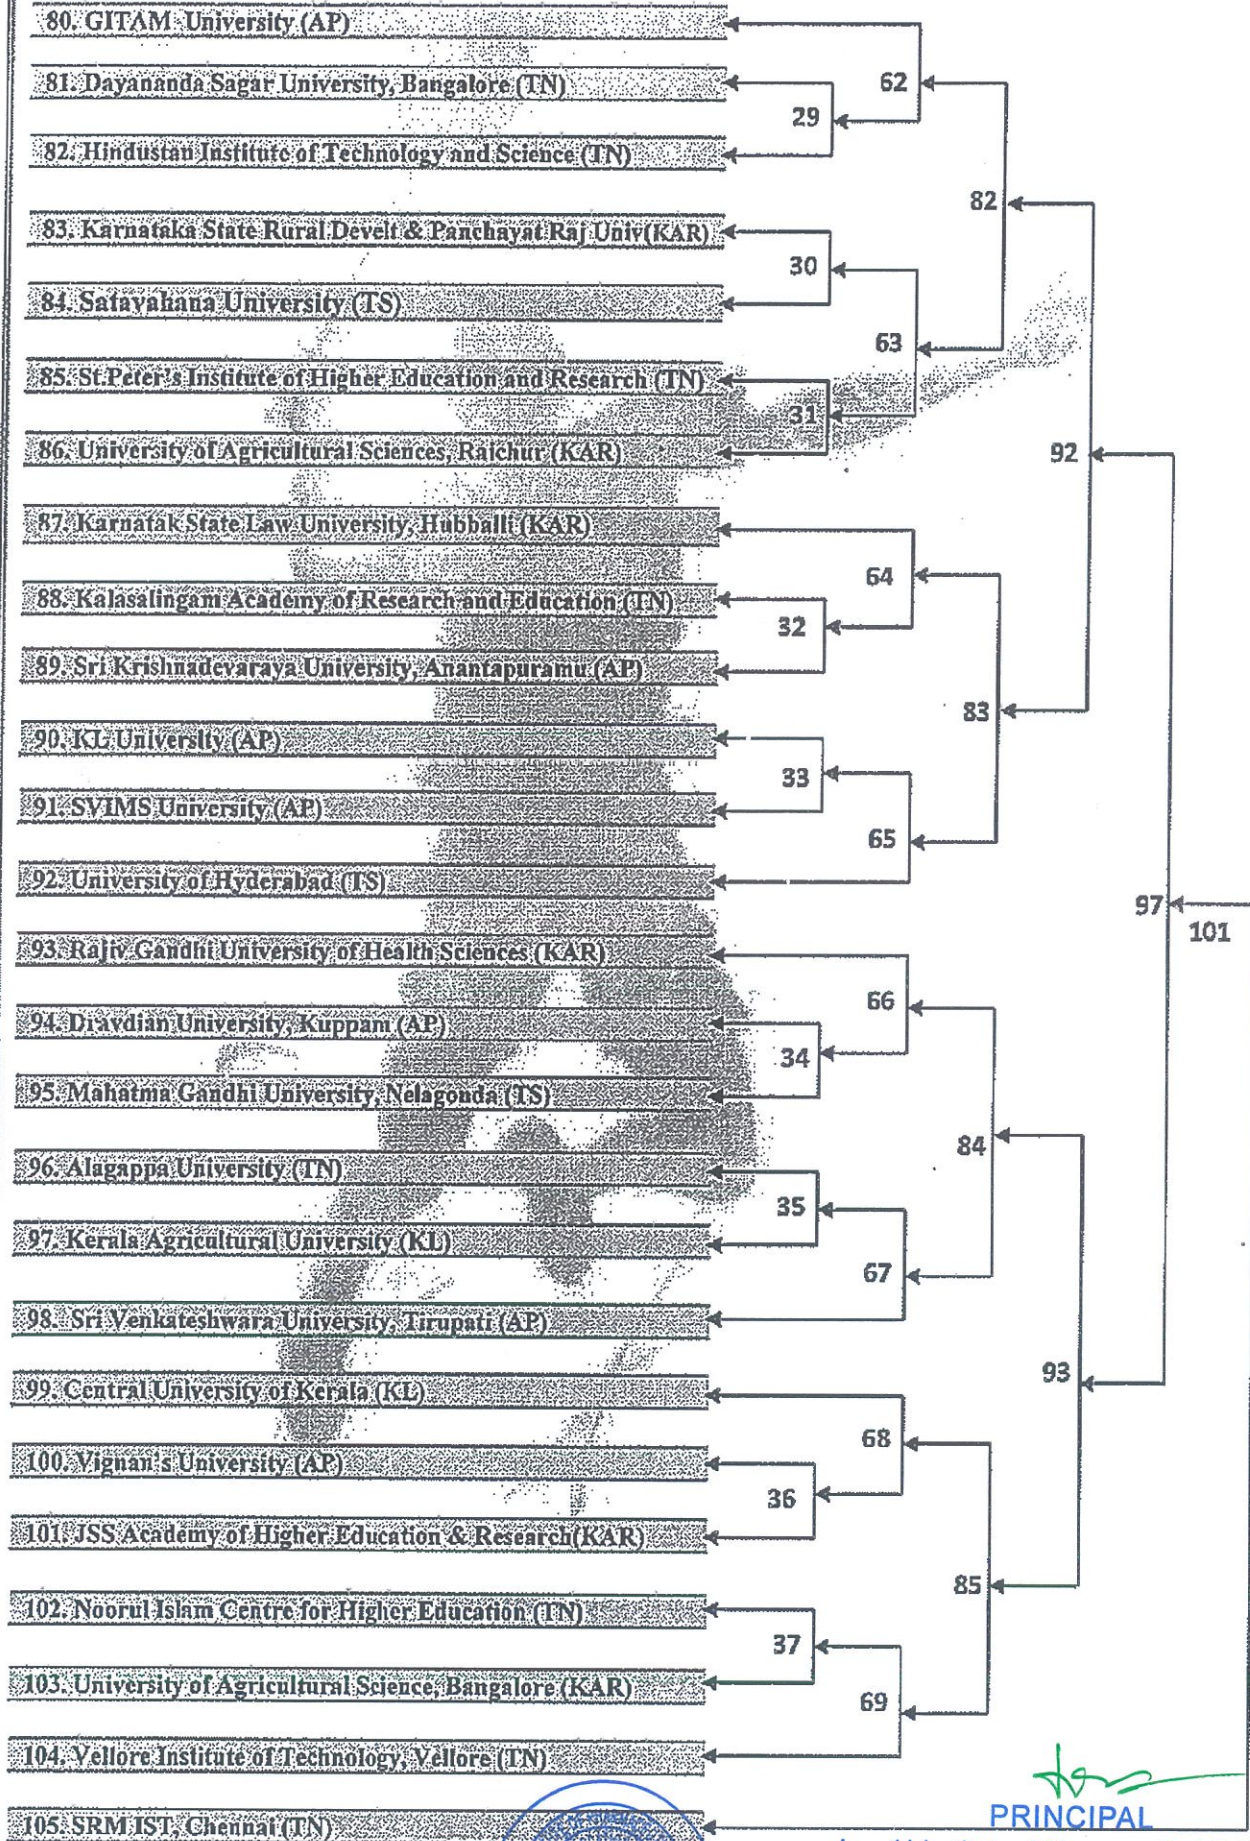 80. GITAM University (AP)
81. Dayananda Sagar University, Bangalore (TN)
82. Hindustan Institute of Technology and Science (TN)
83. Karnataka State Rural Develt & Panchayat Raj Univ(KAR)
84. Satavahana University (TS)
85. St.Peter's Institute of Higher Education and Research (TN)
86. University of Agricultural Sciences, Raichur (KAR)
87. Karnatak State Law University, Hubballi (KAR)
88. Kalasalingam Academy of Research and Education (TN)
89. Sri Krishnadevaraya University, Anantapuramu (AP)
90. KL University (AP)
91. SVIMS University (AP)
92. University of Hyderabad (TS)
93. Rajiv Gandhi University of Health Sciences (KAR)
94. Dravdian University, Kuppam (AP)
95. Mahatma Gandhi University, Nelagonda (TS)
96. Alagappa University (TN)
97. Kerala Agricultural University (KL)
98. Sri Venkateshwara University, Tirupati (AP)
99. Central University of Kerala (KL)
100. Vignan's University (AP)
101. JSS Academy of Higher Education & Research(KAR)
102. Noorul Islam Centre for Higher Education (TN)
103. University of Agricultural Science, Bangalore (KAR)
104. Vellore Institute of Technology, Vellore (TN)
105. SRM IST, Chennai (TN)
29
30
31
32
33
34
35
36
37
62
63
64
65
66
67
68
69
82
83
84
85
92
93
97
101
PRINCIPAL